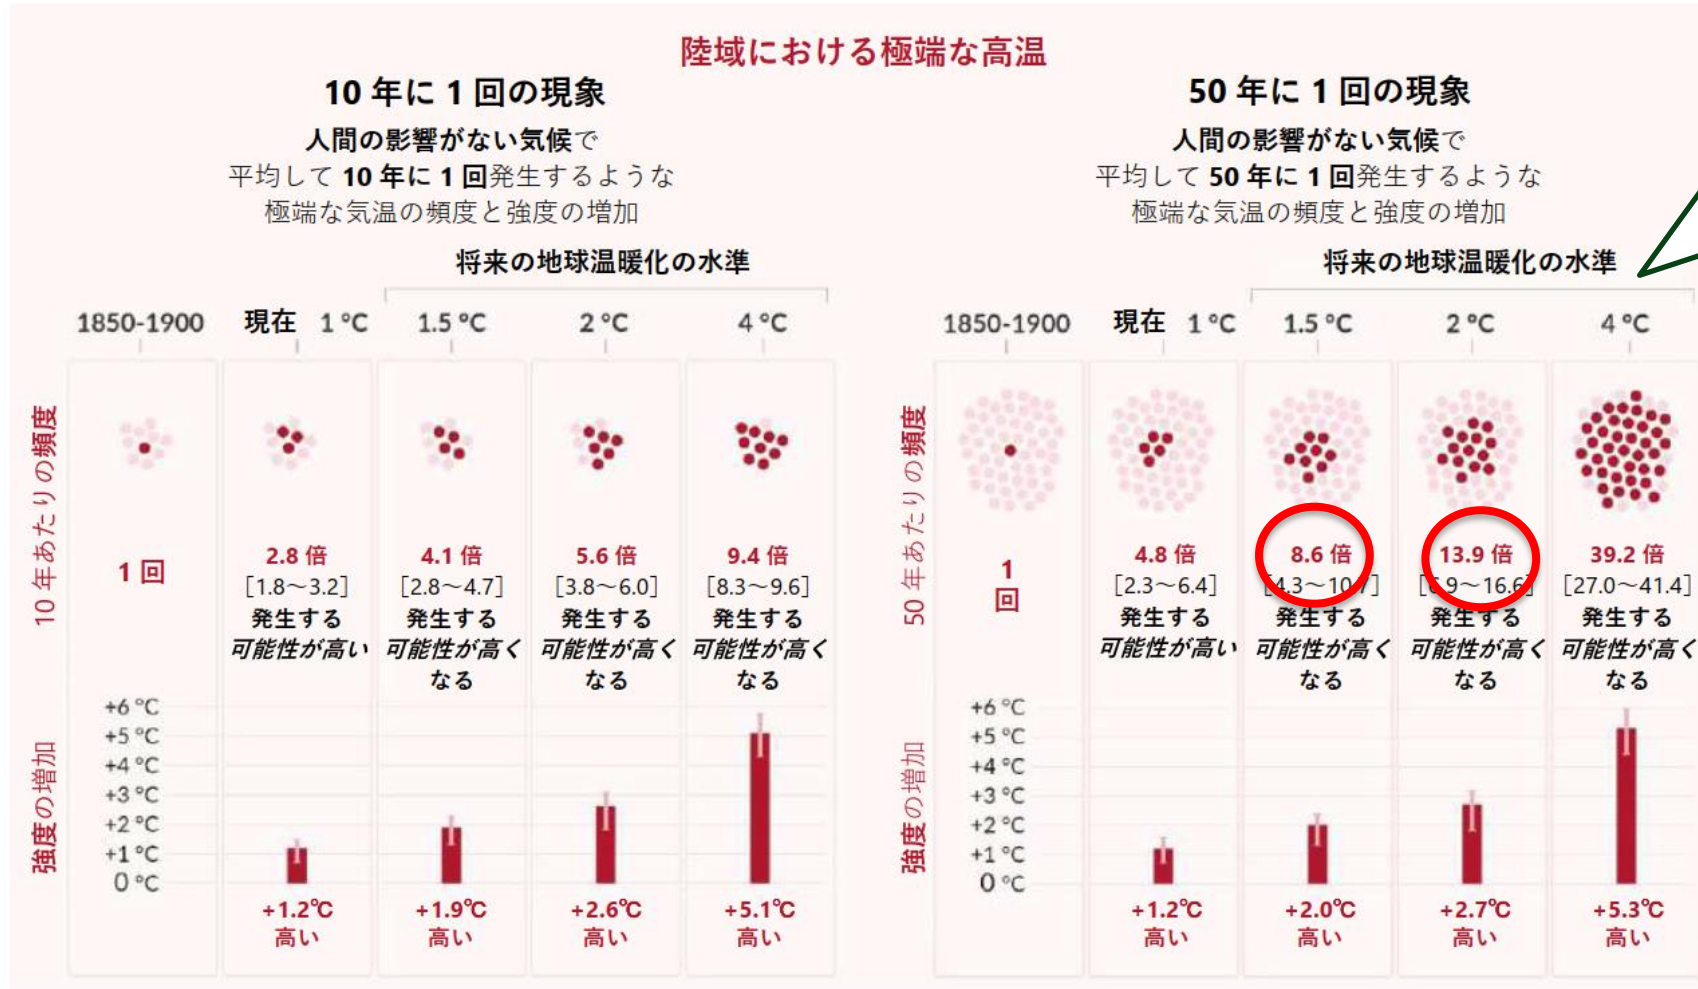 陸域における極端な高温
10 年に 1 回の現象
人間の影響がない気候で
平均して 10 年に 1 回発生するような
極端な気温の頻度と強度の増加
将来の地球温暖化の水準
1850-1900 現在 1 °C 1.5 °C 2 °C 4 °C
10 年あたりの頻度
1 回
2.8 倍 4.1 倍 5.6 倍 9.4 倍
[1.8～3.2] [2.8～4.7] [3.8～6.0] [8.3～9.6]
発生する 発生する 発生する 発生する
可能性が高い 可能性が高く 可能性が高く 可能性が高く
なる なる なる
強度の増加
+6 °C
+5 °C
+4 °C
+3 °C
+2 °C
+1 °C
0 °C
+1.2℃ +1.9℃ +2.6℃ +5.1℃
高い 高い 高い 高い
50 年に 1 回の現象
人間の影響がない気候で
平均して 50 年に 1 回発生するような
極端な気温の頻度と強度の増加
将来の地球温暖化の水準
1850-1900 現在 1 °C 1.5 °C 2 °C 4 °C
50 年あたりの頻度
1
回
4.8 倍 8.6 倍 13.9 倍 39.2 倍
[2.3～6.4] [4.3～10.7] [6.9～16.6] [27.0～41.4]
発生する 発生する 発生する 発生する
可能性が高い 可能性が高く 可能性が高く 可能性が高く
なる なる なる
強度の増加
+6 °C
+5 °C
+4 °C
+3 °C
+2 °C
+1 °C
0 °C
+1.2℃ +2.0℃ +2.7℃ +5.3℃
高い 高い 高い 高い